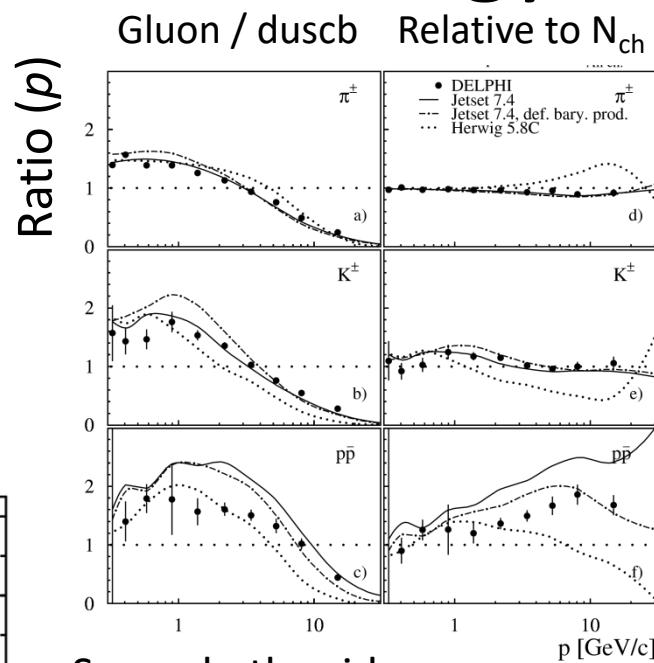 Gluon / duscb Relative to Nch
Ratio (p)
π±
2
1
0
a)
DELPHI
Jetset 7.4
Jetset 7.4, def. bary. prod.
Herwig 5.8C
π±
d)
K±
2
1
0
b)
K±
e)
pp̄
2
1
0
c)
1
10
pp̄
f)
1
10
p [GeV/c]